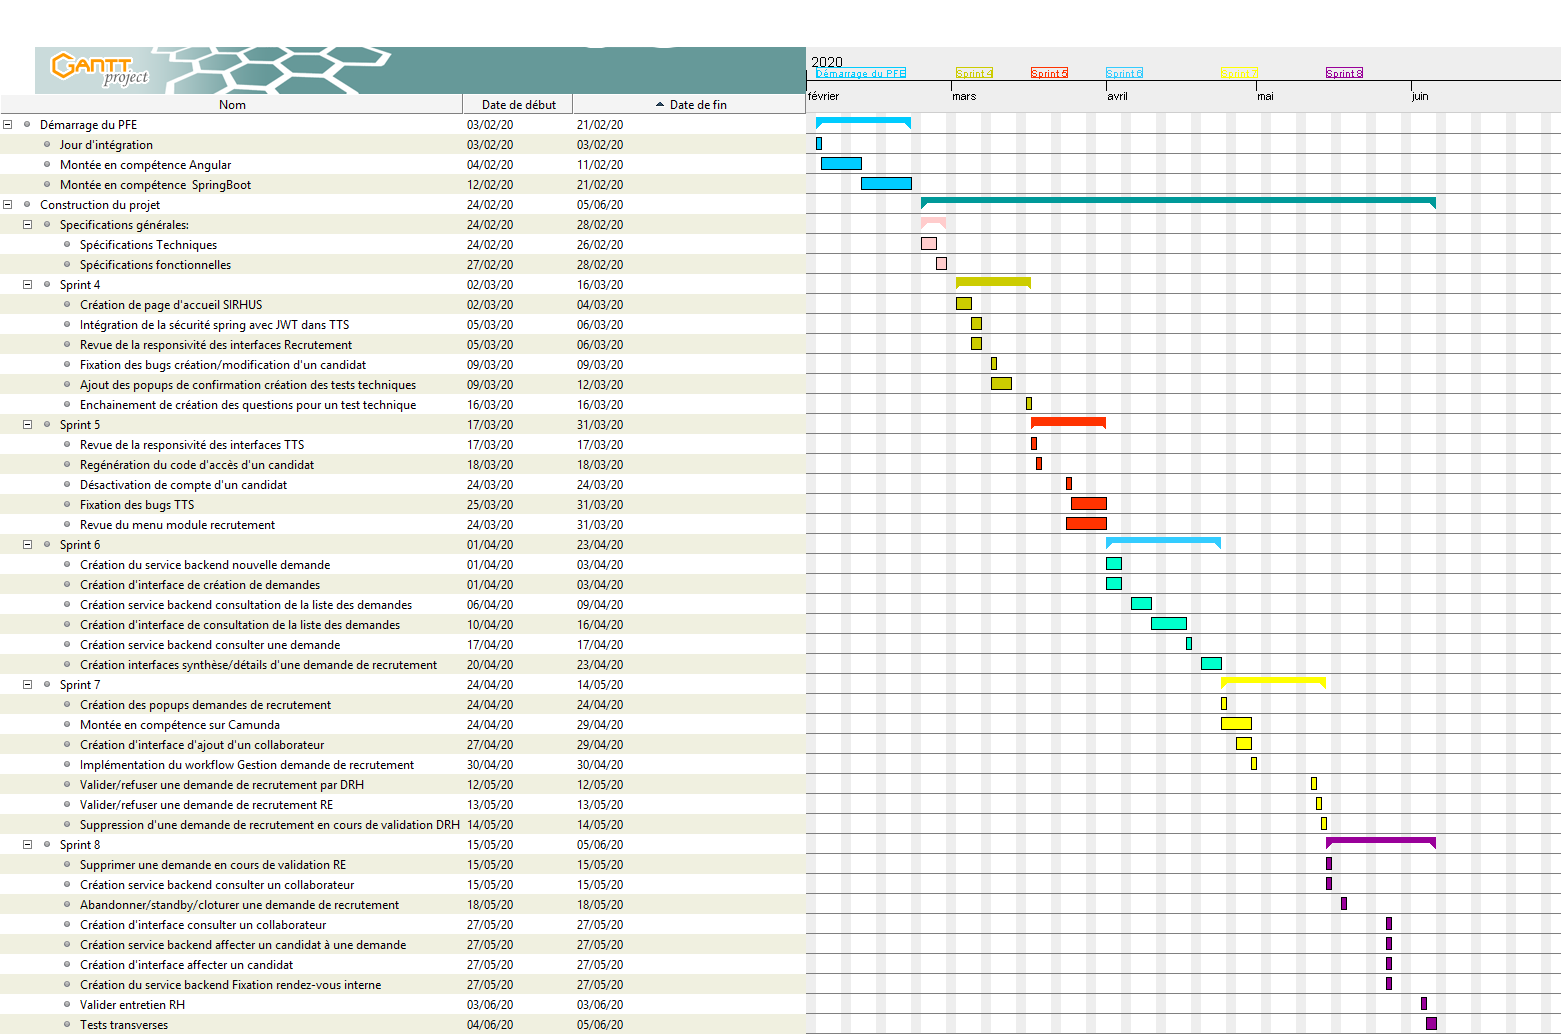 GANTT
project
2020
Démarrage du PFE Sprint 4 Sprint 5 Sprint 6 Sprint 7 Sprint 8
février mars avril mai juin
Nom Date de début Date de fin
Démarrage du PFE 03/02/20 21/02/20
Jour d'intégration 03/02/20 03/02/20
Montée en compétence Angular 04/02/20 11/02/20
Montée en compétence SpringBoot 12/02/20 21/02/20
Construction du projet 24/02/20 05/06/20
Specifications générales: 24/02/20 28/02/20
Spécifications Techniques 24/02/20 26/02/20
Spécifications fonctionnelles 27/02/20 28/02/20
Sprint 4 02/03/20 16/03/20
Création de page d'accueil SIRHUS 02/03/20 04/03/20
Intégration de la sécurité spring avec JWT dans TTS 05/03/20 06/03/20
Revue de la responsivité des interfaces Recrutement 05/03/20 06/03/20
Fixation des bugs création/modification d'un candidat 09/03/20 09/03/20
Ajout des popups de confirmation création des tests techniques 09/03/20 12/03/20
Enchainement de création des questions pour un test technique 16/03/20 16/03/20
Sprint 5 17/03/20 31/03/20
Revue de la responsivité des interfaces TTS 17/03/20 17/03/20
Regénération du code d'accès d'un candidat 18/03/20 18/03/20
Désactivation de compte d'un candidat 24/03/20 24/03/20
Fixation des bugs TTS 25/03/20 31/03/20
Revue du menu module recrutement 24/03/20 31/03/20
Sprint 6 01/04/20 23/04/20
Création du service backend nouvelle demande 01/04/20 03/04/20
Création d'interface de création de demandes 01/04/20 03/04/20
Création service backend consultation de la liste des demandes 06/04/20 09/04/20
Création d'interface de consultation de la liste des demandes 10/04/20 16/04/20
Création service backend consulter une demande 17/04/20 17/04/20
Création interfaces synthèse/détails d'une demande de recrutement 20/04/20 23/04/20
Sprint 7 24/04/20 14/05/20
Création des popups demandes de recrutement 24/04/20 24/04/20
Montée en compétence sur Camunda 24/04/20 29/04/20
Création d'interface d'ajout d'un collaborateur 27/04/20 29/04/20
Implémentation du workflow Gestion demande de recrutement 30/04/20 30/04/20
Valider/refuser une demande de recrutement par DRH 12/05/20 12/05/20
Valider/refuser une demande de recrutement RE 13/05/20 13/05/20
Suppression d'une demande de recrutement en cours de validation DRH 14/05/20 14/05/20
Sprint 8 15/05/20 05/06/20
Supprimer une demande en cours de validation RE 15/05/20 15/05/20
Création service backend consulter un collaborateur 15/05/20 15/05/20
Abandonner/standby/cloturer une demande de recrutement 18/05/20 18/05/20
Création d'interface consulter un collaborateur 27/05/20 27/05/20
Création service backend affecter un candidat à une demande 27/05/20 27/05/20
Création d'interface affecter un candidat 27/05/20 27/05/20
Création du service backend Fixation rendez-vous interne 27/05/20 27/05/20
Valider entretien RH 03/06/20 03/06/20
Tests transverses 04/06/20 05/06/20